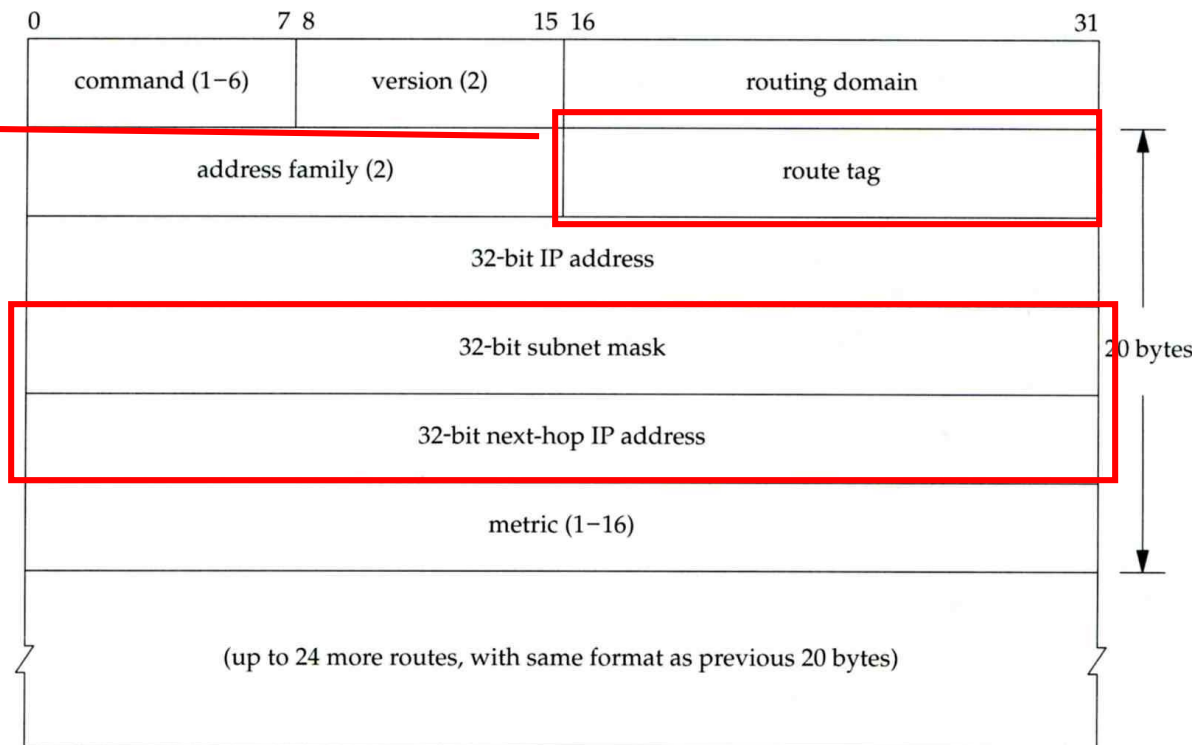 0 7 8 15 16 31
command (1−6) version (2) routing domain
address family (2) route tag
32-bit IP address
32-bit subnet mask
20 bytes
32-bit next-hop IP address
metric (1−16)
(up to 24 more routes, with same format as previous 20 bytes)